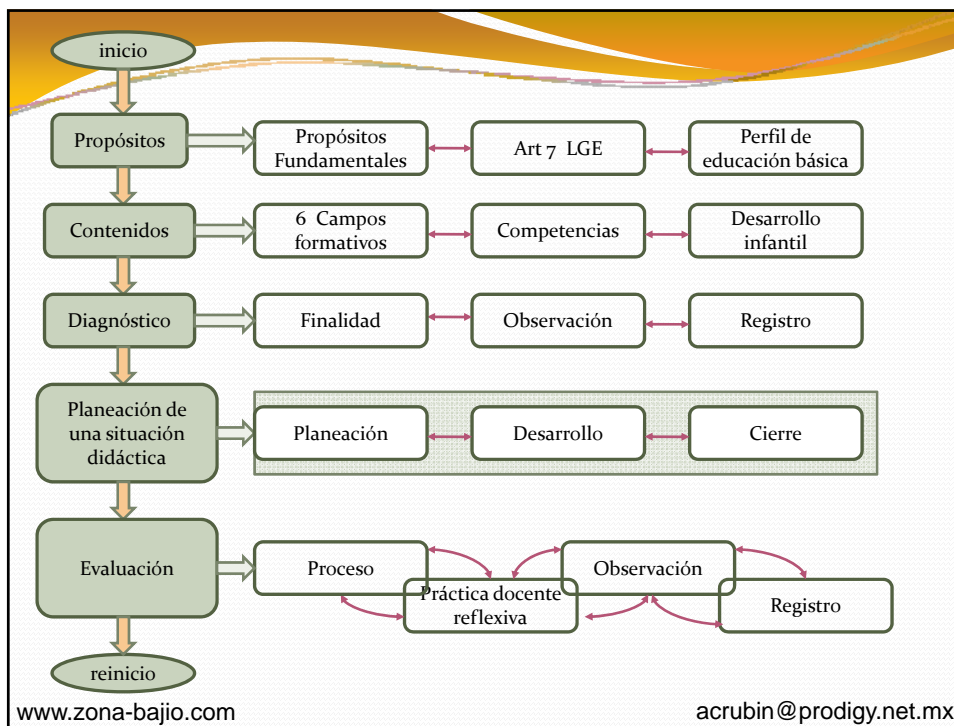 inicio
Propósitos
Propósitos
Fundamentales
Art 7 LGE
Perfil de
educación básica
Contenidos
6 Campos
formativos
Competencias
Desarrollo
infantil
Diagnóstico
Finalidad
Observación
Registro
Planeación de
una situación
didáctica
Planeación
Desarrollo
Cierre
Evaluación
Proceso
Práctica docente
reflexiva
Observación
Registro
reinicio
www.zona-bajio.com
acrubin@prodigy.net.mx